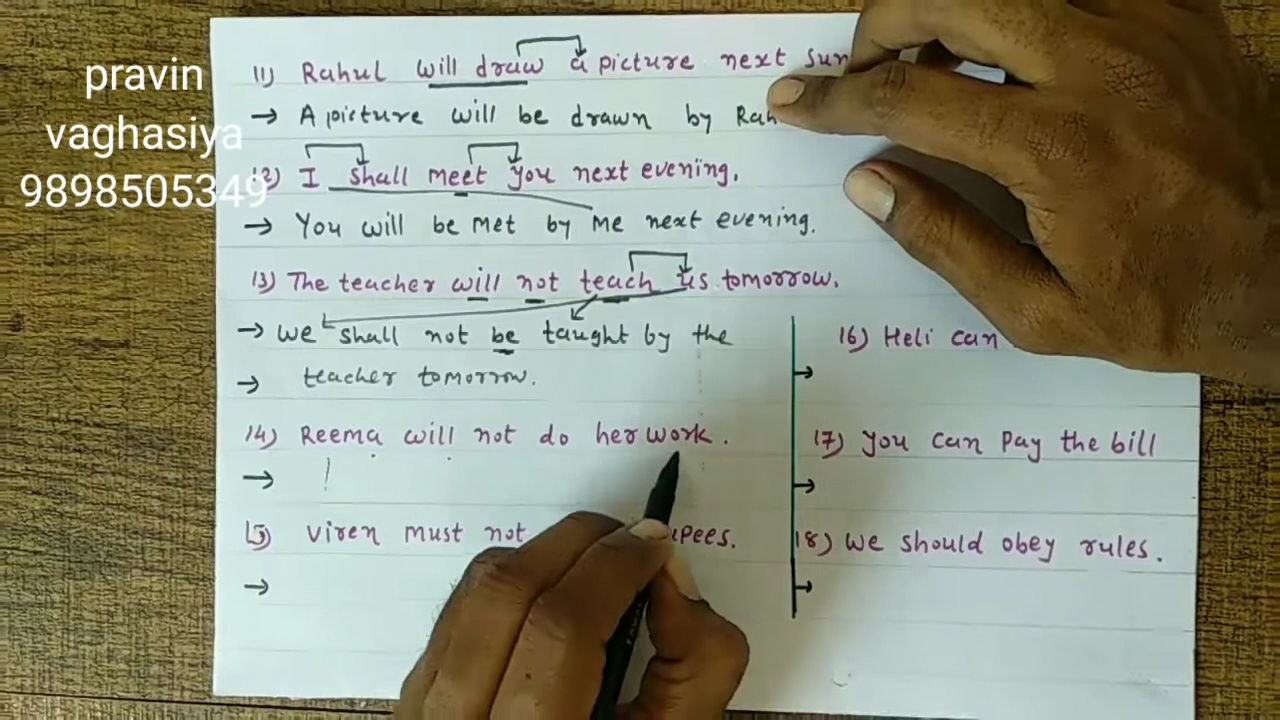 pravin
vaghasiya
9898505349
11) Rahul will draw a picture next
→ A picture will be drawn by
12) I shall meet you next evening.
→ You will be met by me next evening.
13) The teacher will not teach us tomorrow.
→ We shall not be taught by the
→ teacher tomorrow.
14) Reema will not do her work.
→
15) Viren must not
→
16) Heli can
→
17) you can pay the bill
→
18) We should obey rules.
→